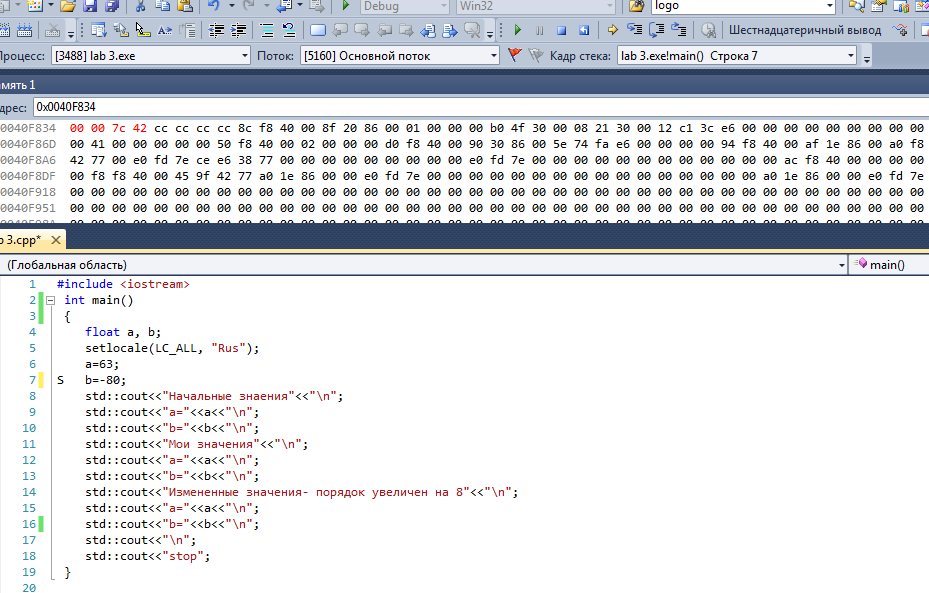 Debug Win32 logo
Шестнадцатеричный вывод
Процесс: [3488] lab 3.exe Поток: [5160] Основной поток Кадр стека: lab 3.exe!main() Строка 7
амять 1
дрес: 0x0040F834
0040F834 00 00 7c 42 cc cc cc cc 8c f8 40 00 8f 20 86 00 01 00 00 00 b0 4f 30 00 08 21 30 00 12 c1 3c e6 00 00 00 00 00 00 00 00 00
0040F86D 00 41 00 00 00 00 00 50 f8 40 00 02 00 00 00 d0 f8 40 00 90 30 86 00 5e 74 fa e6 00 00 00 00 94 f8 40 00 af 1e 86 00 a0 f8
0040F8A6 42 77 00 e0 fd 7e ce e6 38 77 00 00 00 00 00 00 00 00 00 e0 fd 7e 00 00 00 00 00 00 00 00 00 00 00 00 ac f8 40 00 00 00 00
0040F8DF 00 f8 f8 40 00 45 9f 42 77 a0 1e 86 00 00 e0 fd 7e 00 00 00 00 00 00 00 00 00 00 00 00 00 00 00 00 a0 1e 86 00 00 e0 fd 7e
0040F918 00 00 00 00 00 00 00 00 00 00 00 00 00 00 00 00 00 00 00 00 00 00 00 00 00 00 00 00 00 00 00 00 00 00 00 00 00 00 00 00 00
0040F951 00 00 00 00 00 00 00 00 00 00 00 00 00 00 00 00 00 00 00 00 00 00 00 00 00 00 00 00 00 00 00 00 00 00 00 00 00 00 00 00 00
b 3.cpp*
(Глобальная область) main()
1 #include <iostream>
2 int main()
3 {
4 float a, b;
5 setlocale(LC_ALL, "Rus");
6 a=63;
7 S b=-80;
8 std::cout<<"Начальные знаения"<<"\n";
9 std::cout<<"a="<<a<<"\n";
10 std::cout<<"b="<<b<<"\n";
11 std::cout<<"Мои значения"<<"\n";
12 std::cout<<"a="<<a<<"\n";
13 std::cout<<"b="<<b<<"\n";
14 std::cout<<"Измененные значения- порядок увеличен на 8"<<"\n";
15 std::cout<<"a="<<a<<"\n";
16 std::cout<<"b="<<b<<"\n";
17 std::cout<<"\n";
18 std::cout<<"stop";
19 }
20